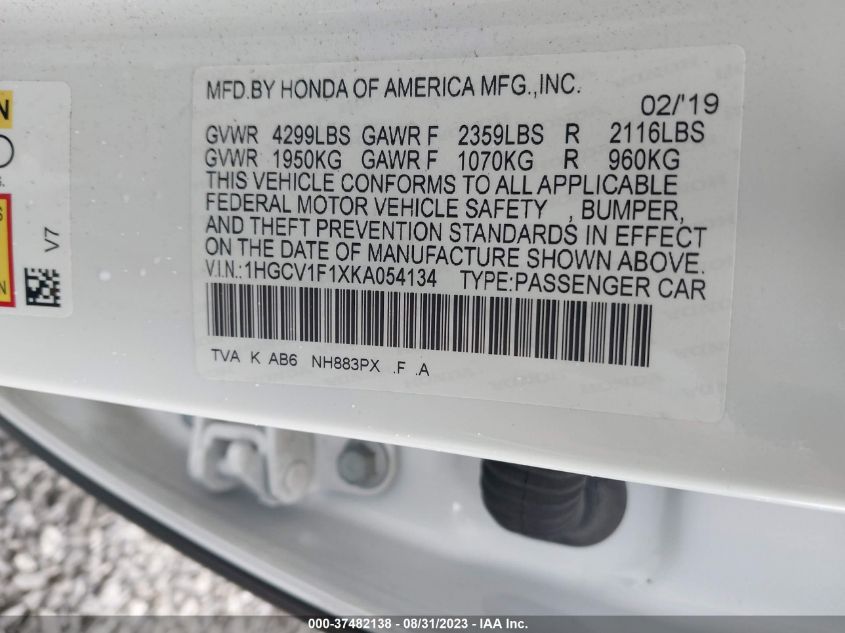 MFD.BY HONDA OF AMERICA MFG.,INC.
02/'19
GVWR 4299LBS GAWR F 2359LBS R 2116LBS
GVWR 1950KG GAWR F 1070KG R 960KG
THIS VEHICLE CONFORMS TO ALL APPLICABLE
FEDERAL MOTOR VEHICLE SAFETY , BUMPER,
AND THEFT PREVENTION STANDARDS IN EFFECT
ON THE DATE OF MANUFACTURE SHOWN ABOVE.
V.I.N.:1HGCV1F1XKA054134 TYPE:PASSENGER CAR
TVA K AB6 NH883PX .F .A
V7
000-37482138 - 08/31/2023 - IAA Inc.